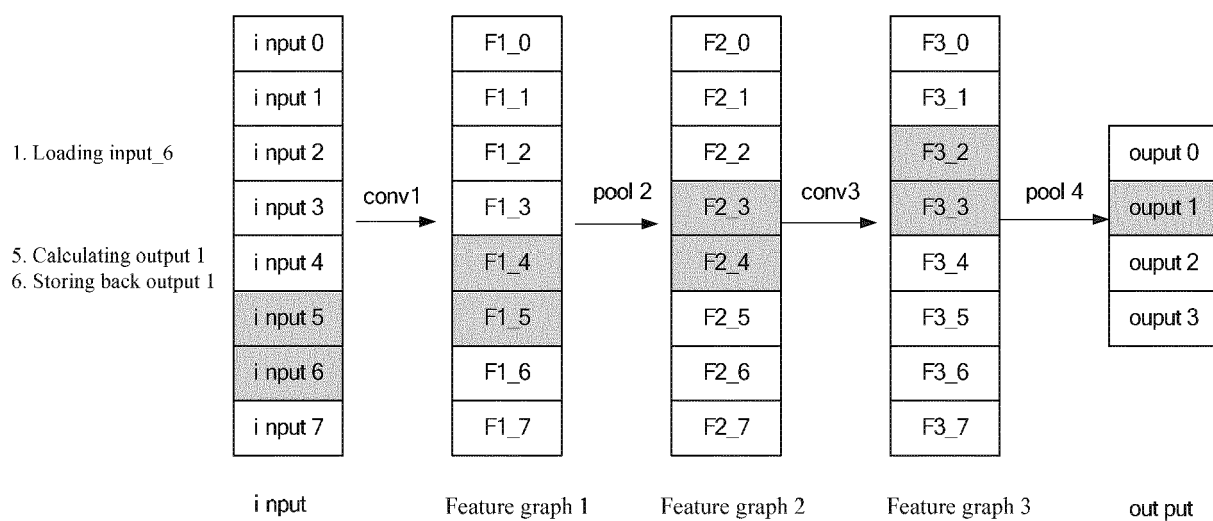 1. Loading input_6
5. Calculating output 1
6. Storing back output 1
i nput 0
i nput 1
i nput 2
i nput 3
i nput 4
i nput 5
i nput 6
i nput 7
i nput
conv1
F1_0
F1_1
F1_2
F1_3
F1_4
F1_5
F1_6
F1_7
Feature graph 1
pool 2
F2_0
F2_1
F2_2
F2_3
F2_4
F2_5
F2_6
F2_7
Feature graph 2
conv3
F3_0
F3_1
F3_2
F3_3
F3_4
F3_5
F3_6
F3_7
Feature graph 3
pool 4
ouput 0
ouput 1
ouput 2
ouput 3
out put